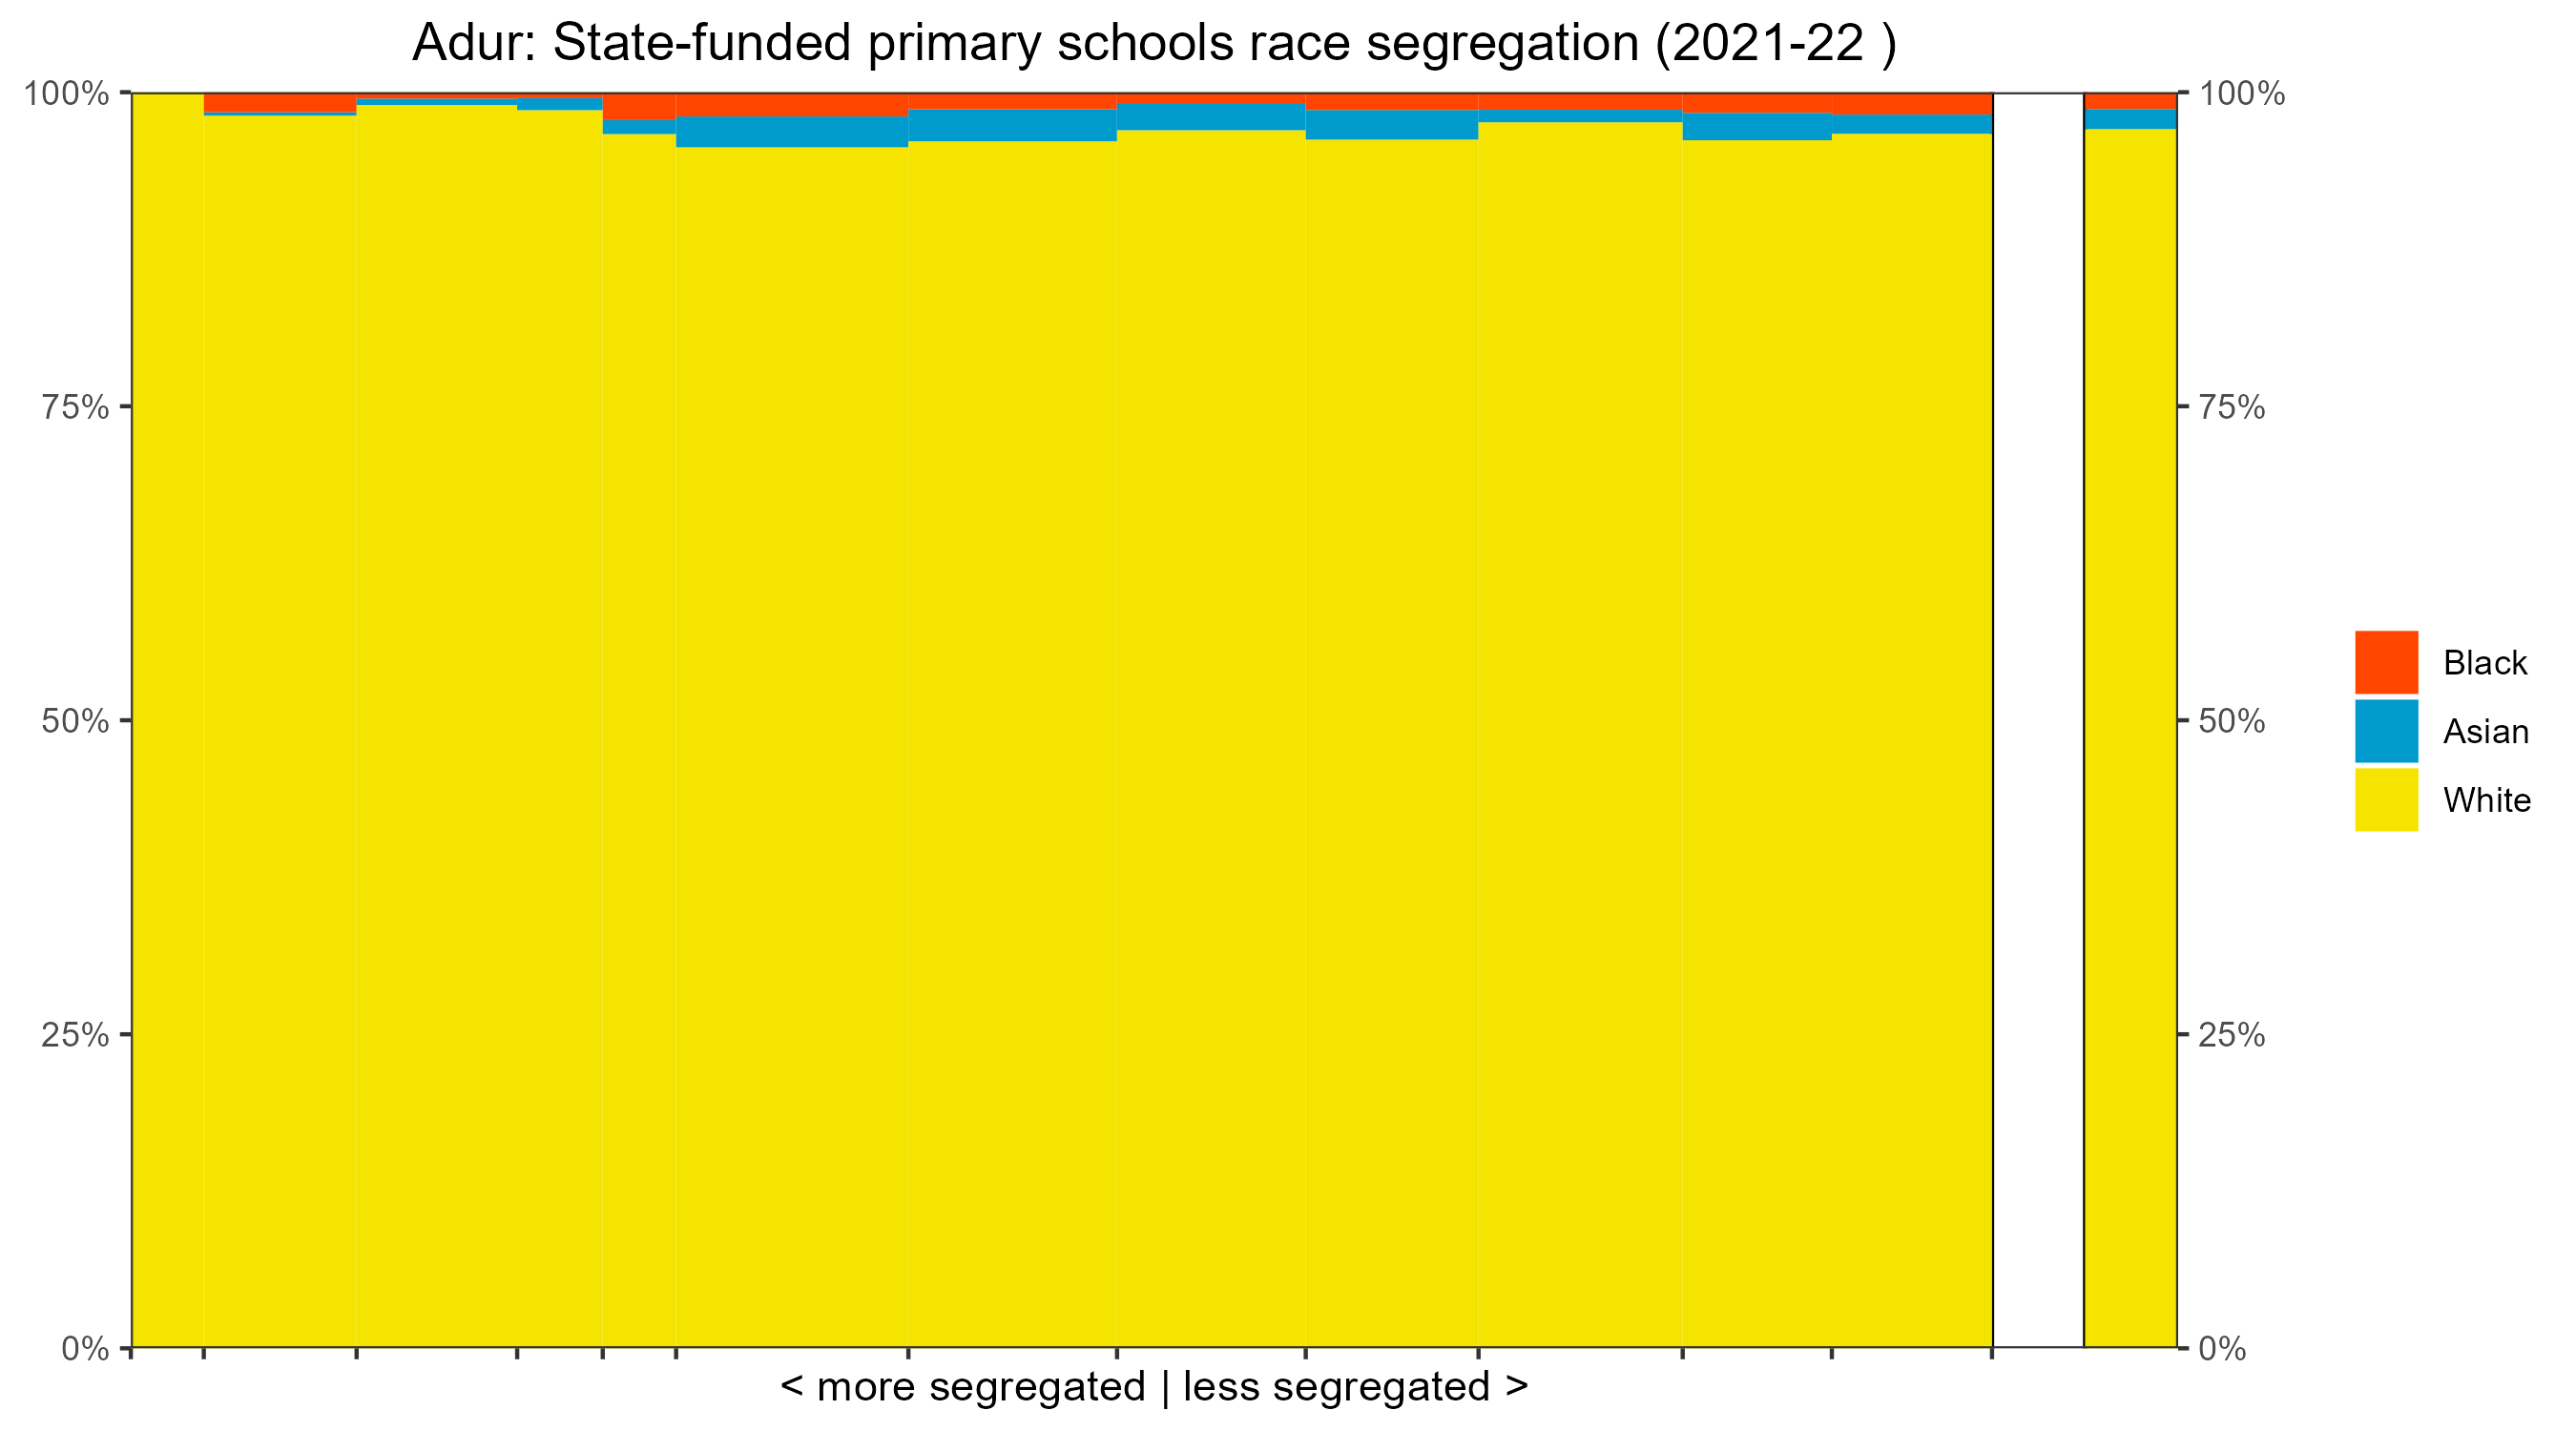 Adur: State-funded primary schools race segregation (2021-22 )
100%
75%
50%
25%
0%
100%
75%
50%
25%
0%
Black
Asian
White
< more segregated | less segregated >